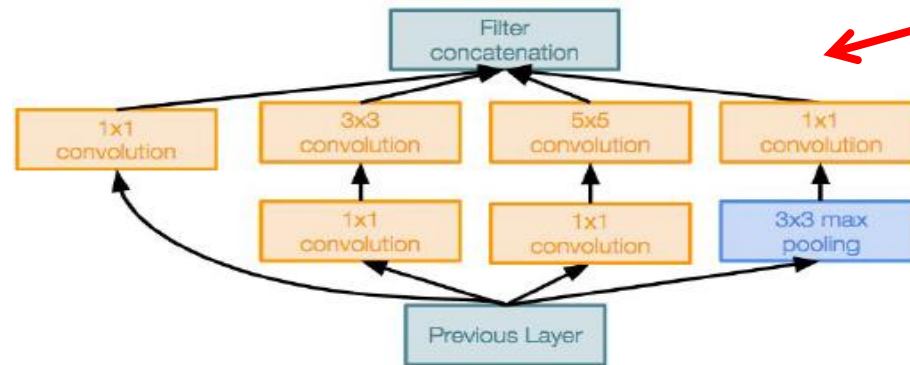 Filter
concatenation
1x1
convolution
3x3
convolution
5x5
convolution
1x1
convolution
1x1
convolution
1x1
convolution
3x3 max
pooling
Previous Layer